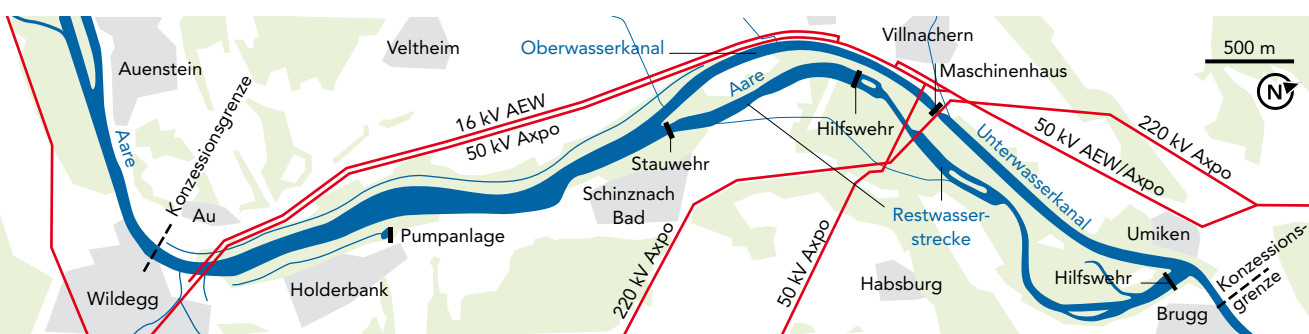 Veltheim
Oberwasserkanal
Villnachern
500 m
N
Auenstein
Maschinenhaus
Aare
Konzessionsgrenze
16 kV AEW
50 kV Axpo
Aare
Hilfswehr
Unterwasserkanal
50 kV AEW/Axpo
220 kV Axpo
Stauwehr
Schinznach
Bad
Au
Pumpanlage
Restwasser-
strecke
Umiken
220 kV Axpo
50 kV Axpo
Wildegg
Holderbank
Habsburg
Hilfswehr
Konzessions-
grenze
Brugg